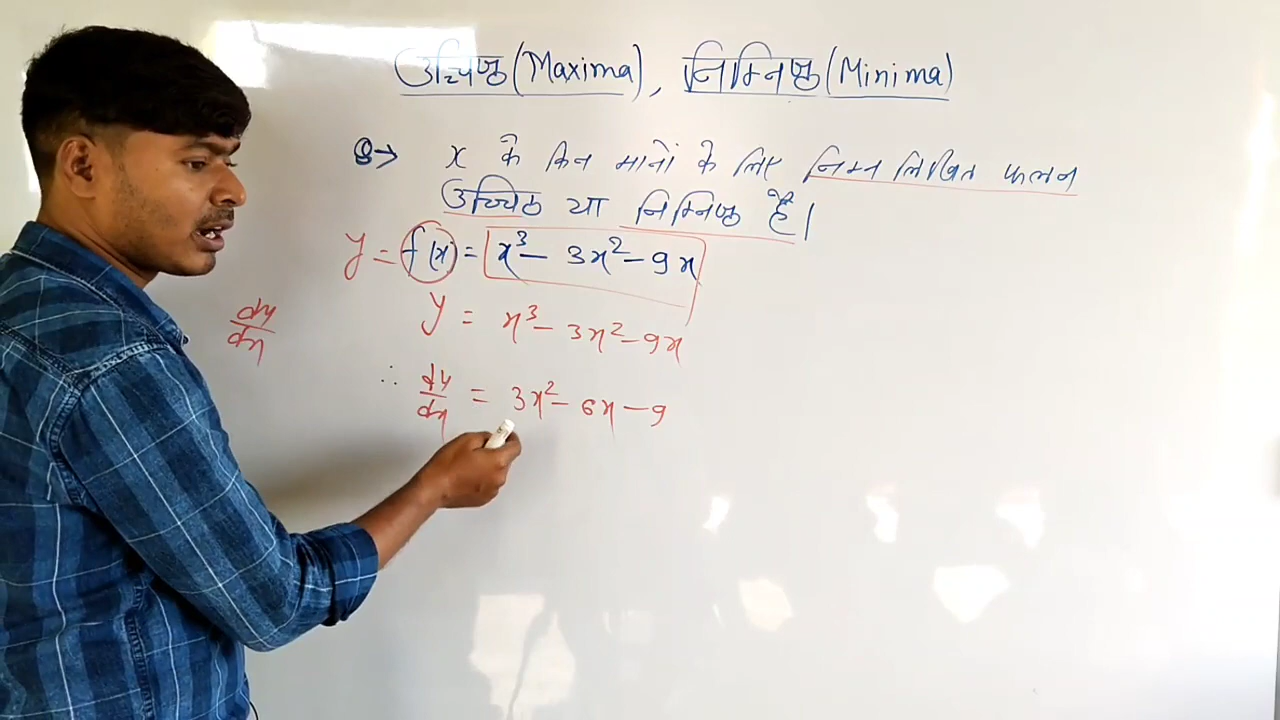 उच्चिष्ठ (Maxima), निम्निष्ठ (Minima)
Q→ x के किन मानों के लिए निम्न लिखित फलन
उच्चिष्ठ या निम्निष्ठ है।
y = f(x) = x³ - 3x² - 9x
y = x³ - 3x² - 9x
dy/dx
∴ dy/dx = 3x² - 6x - 9